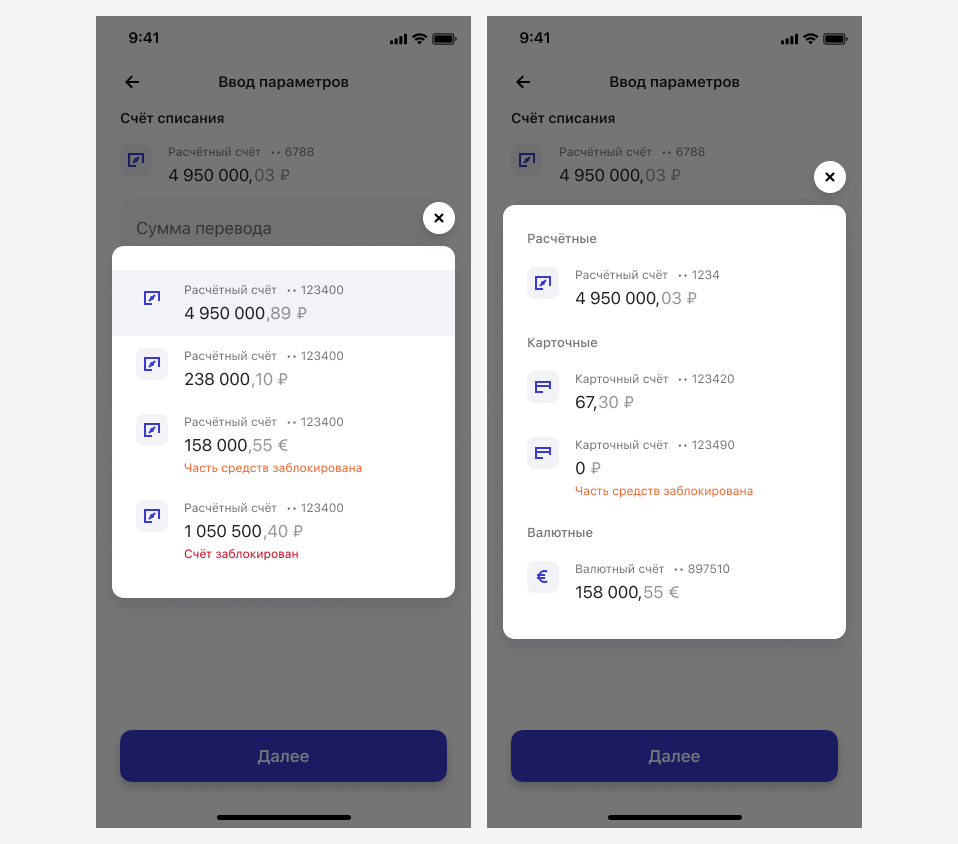 9:41
Ввод параметров
Счёт списания
Расчётный счёт •• 6788
4 950 000,03 ₽
Сумма перевода
Расчётный счёт •• 123400
4 950 000,89 ₽
Расчётный счёт •• 123400
238 000,10 ₽
Расчётный счёт •• 123400
158 000,55 €
Часть средств заблокирована
Расчётный счёт •• 123400
1 050 500,40 ₽
Счёт заблокирован
Далее
9:41
Ввод параметров
Счёт списания
Расчётный счёт •• 6788
4 950 000,03 ₽
Расчётные
Расчётный счёт •• 1234
4 950 000,03 ₽
Карточные
Карточный счёт •• 123420
67,30 ₽
Карточный счёт •• 123490
0 ₽
Часть средств заблокирована
Валютные
€
Валютный счёт •• 897510
158 000,55 €
Далее